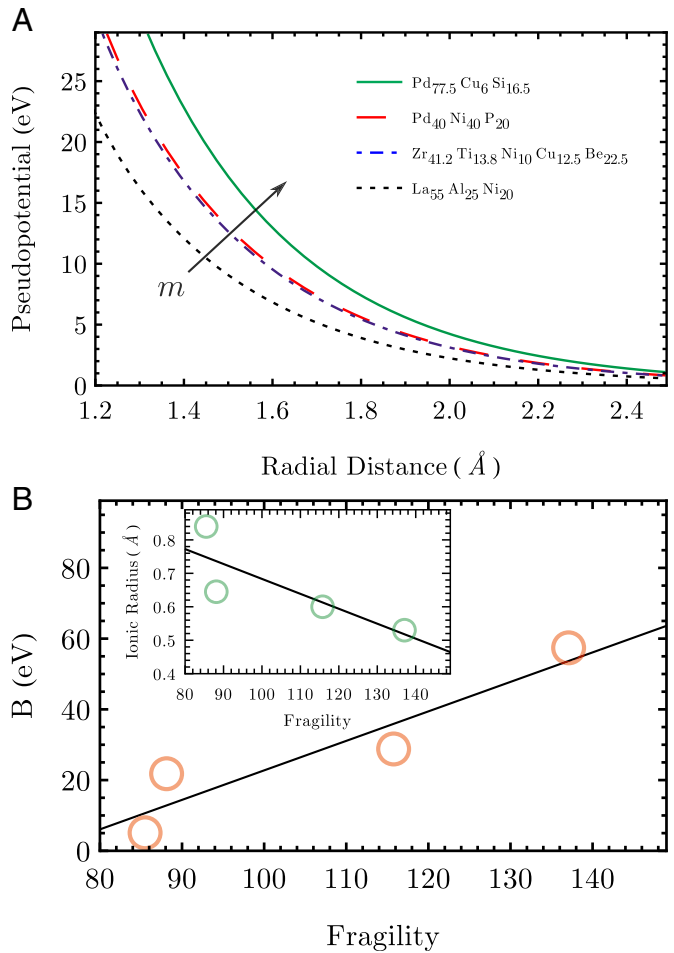 A
Pseudopotential (eV)
25
20
15
10
5
0
Pd77.5 Cu6 Si16.5
Pd40 Ni40 P20
Zr41.2 Ti13.8 Ni10 Cu12.5 Be22.5
La55 Al25 Ni20
m
1.2 1.4 1.6 1.8 2.0 2.2 2.4
Radial Distance ( Å )
B
B (eV)
80
60
40
20
0
Ionic Radius ( Å )
0.8
0.7
0.6
0.5
0.4
80 90 100 110 120 130 140
Fragility
80 90 100 110 120 130 140
Fragility